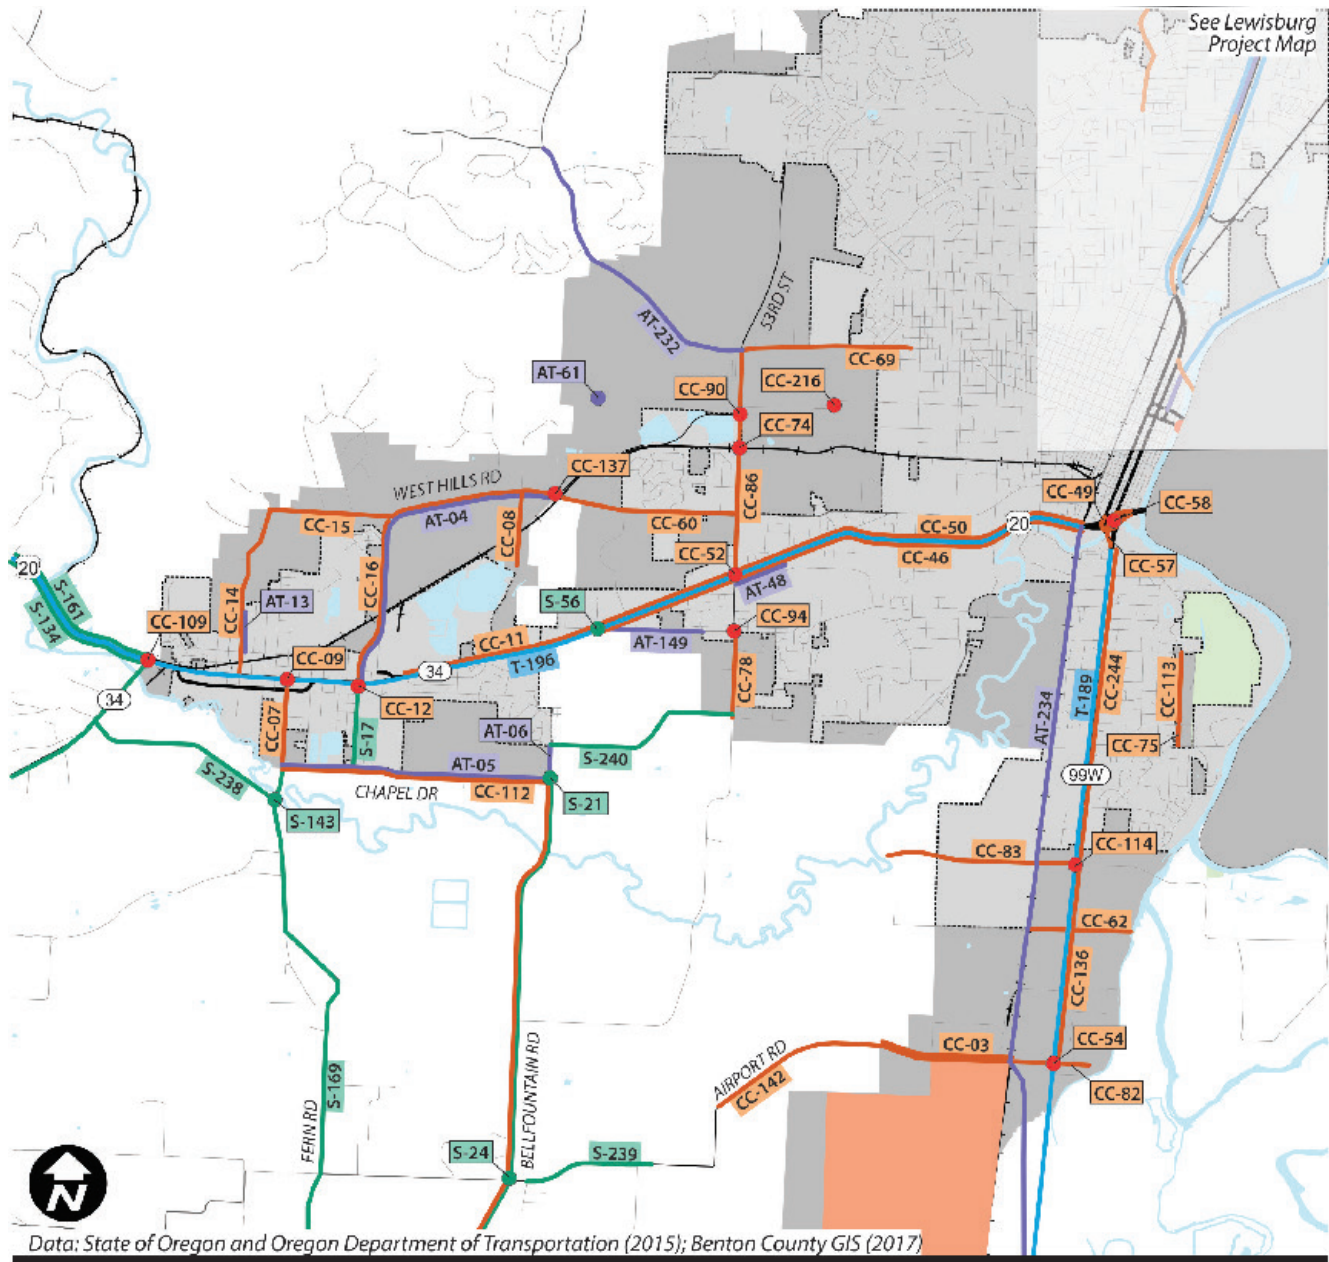 See Lewisburg
Project Map
53RD ST
AT-232
CC-69
AT-61
CC-216
CC-90
CC-74
CC-137
WEST HILLS RD
CC-49
CC-15
AT-04
CC-08
CC-86
CC-60
CC-50
20
CC-58
CC-46
CC-52
CC-57
20
S-161
S-134
CC-14
AT-13
CC-16
AT-48
S-56
CC-109
CC-94
CC-11
AT-149
CC-09
T-196
34
CC-78
34
CC-07
CC-12
S-17
AT-06
AT-234
T-189
CC-244
CC-113
CC-75
S-240
S-238
AT-05
99W
CHAPEL DR
CC-112
S-21
S-143
CC-83
CC-114
CC-62
CC-136
CC-03
CC-54
AIRPORT RD
CC-142
CC-82
S-169
FERN RD
BELLFOUNTAIN RD
S-24
S-239
N
Data: State of Oregon and Oregon Department of Transportation (2015); Benton County GIS (2017)